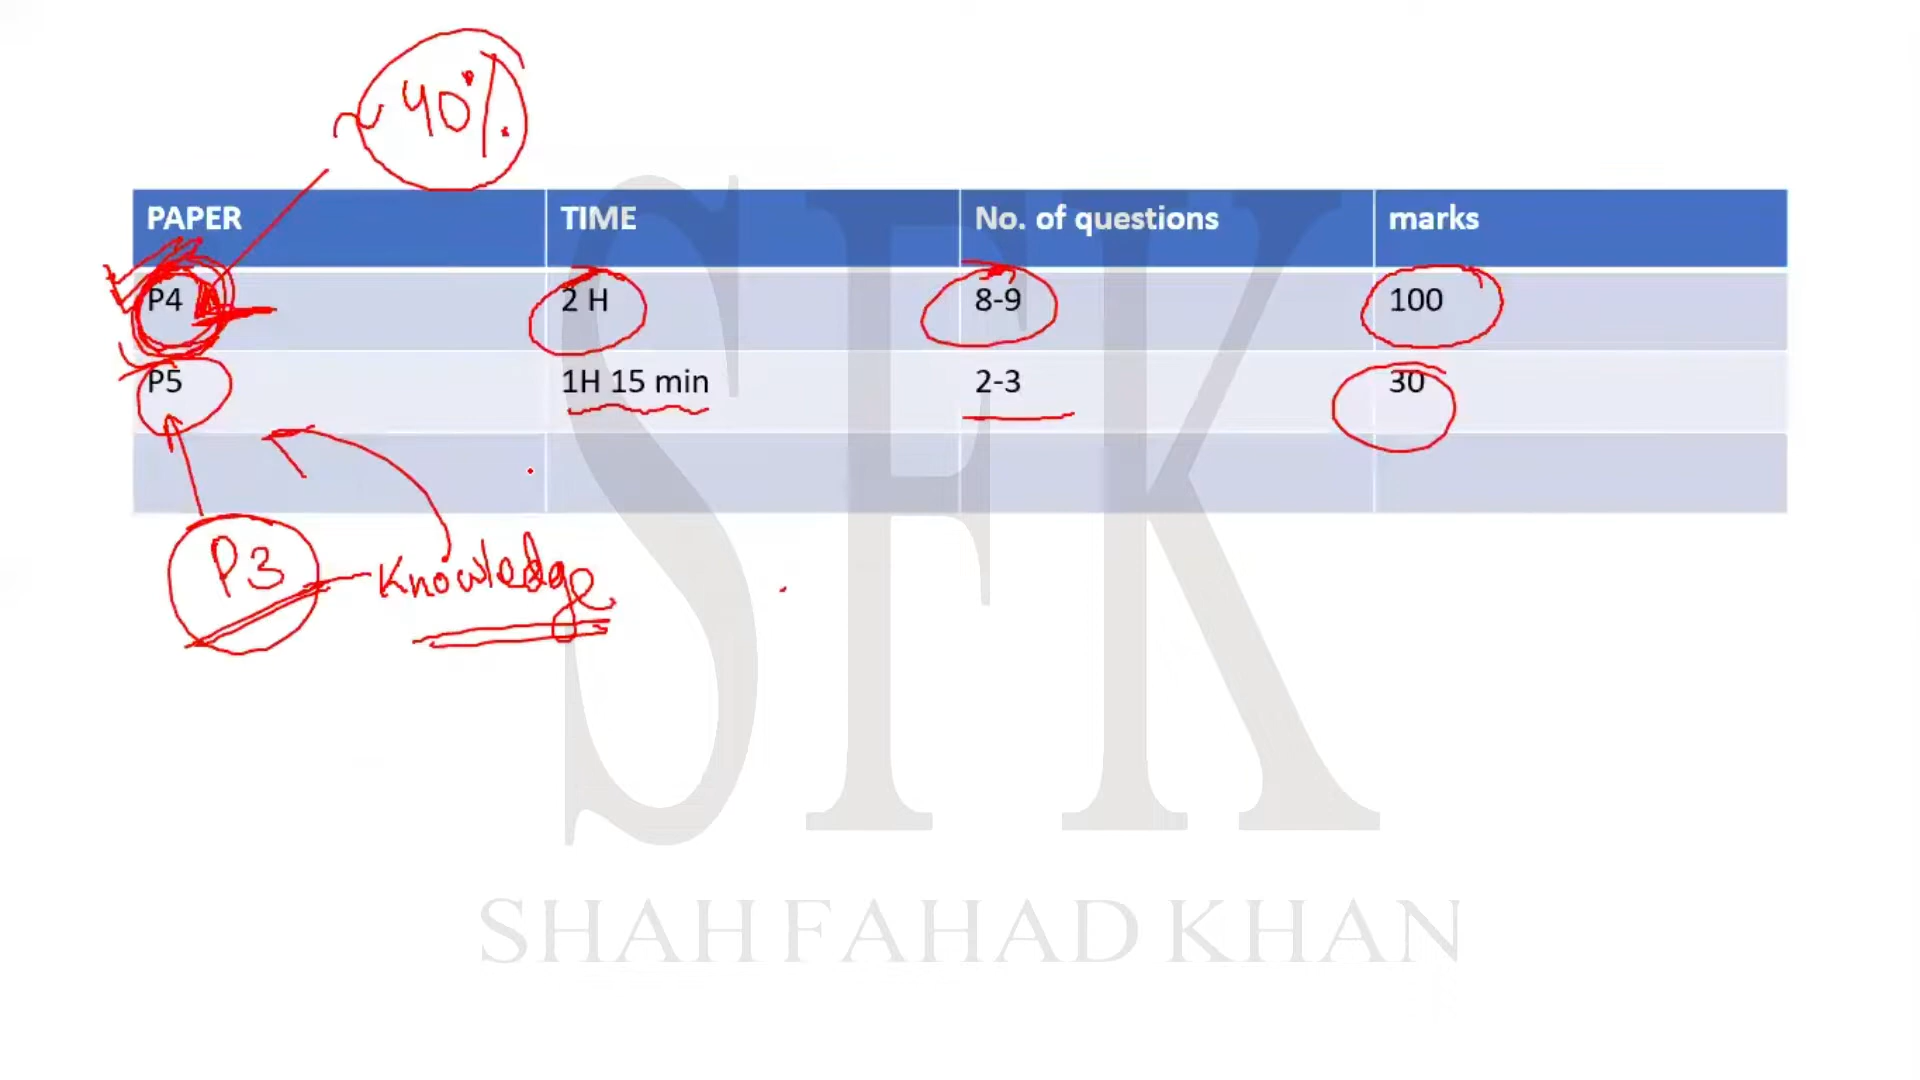 ~40%
PAPER TIME No. of questions marks
P4 2 H 8-9 100
P5 1H 15 min 2-3 30
P3 - Knowledge
SFK
SHAH FAHAD KHAN